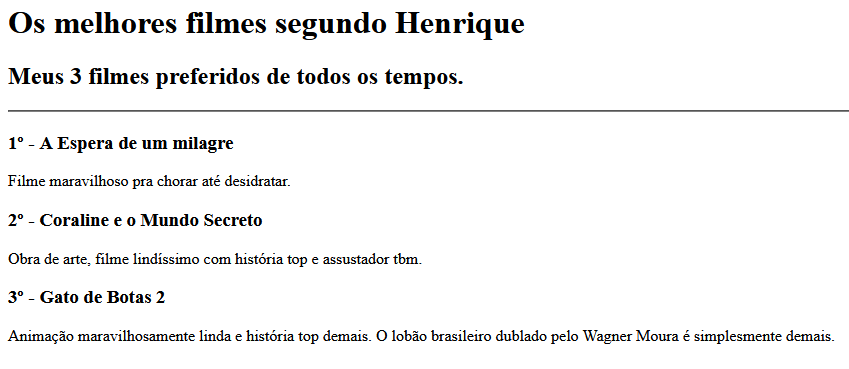 Os melhores filmes segundo Henrique
Meus 3 filmes preferidos de todos os tempos.
1º - A Espera de um milagre
Filme maravilhoso pra chorar até desidratar.
2º - Coraline e o Mundo Secreto
Obra de arte, filme lindíssimo com história top e assustador tbm.
3º - Gato de Botas 2
Animação maravilhosamente linda e história top demais. O lobão brasileiro dublado pelo Wagner Moura é simplesmente demais.